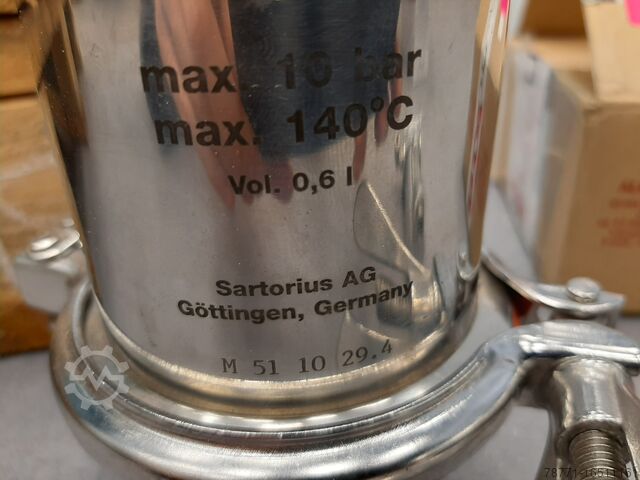 max. 10 bar
max. 140°C
Vol. 0,6 l
Sartorius AG
Göttingen, Germany
M 51 10 29.4